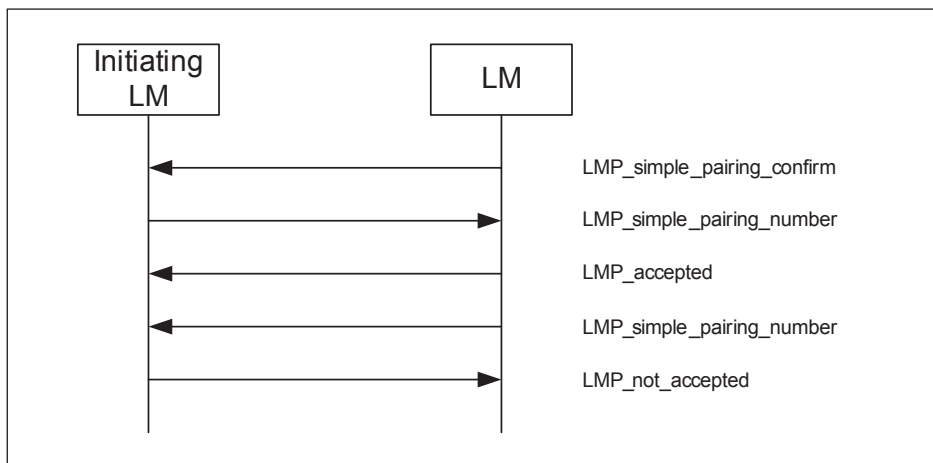 Initiating
LM
LM
LMP_simple_pairing_confirm
LMP_simple_pairing_number
LMP_accepted
LMP_simple_pairing_number
LMP_not_accepted